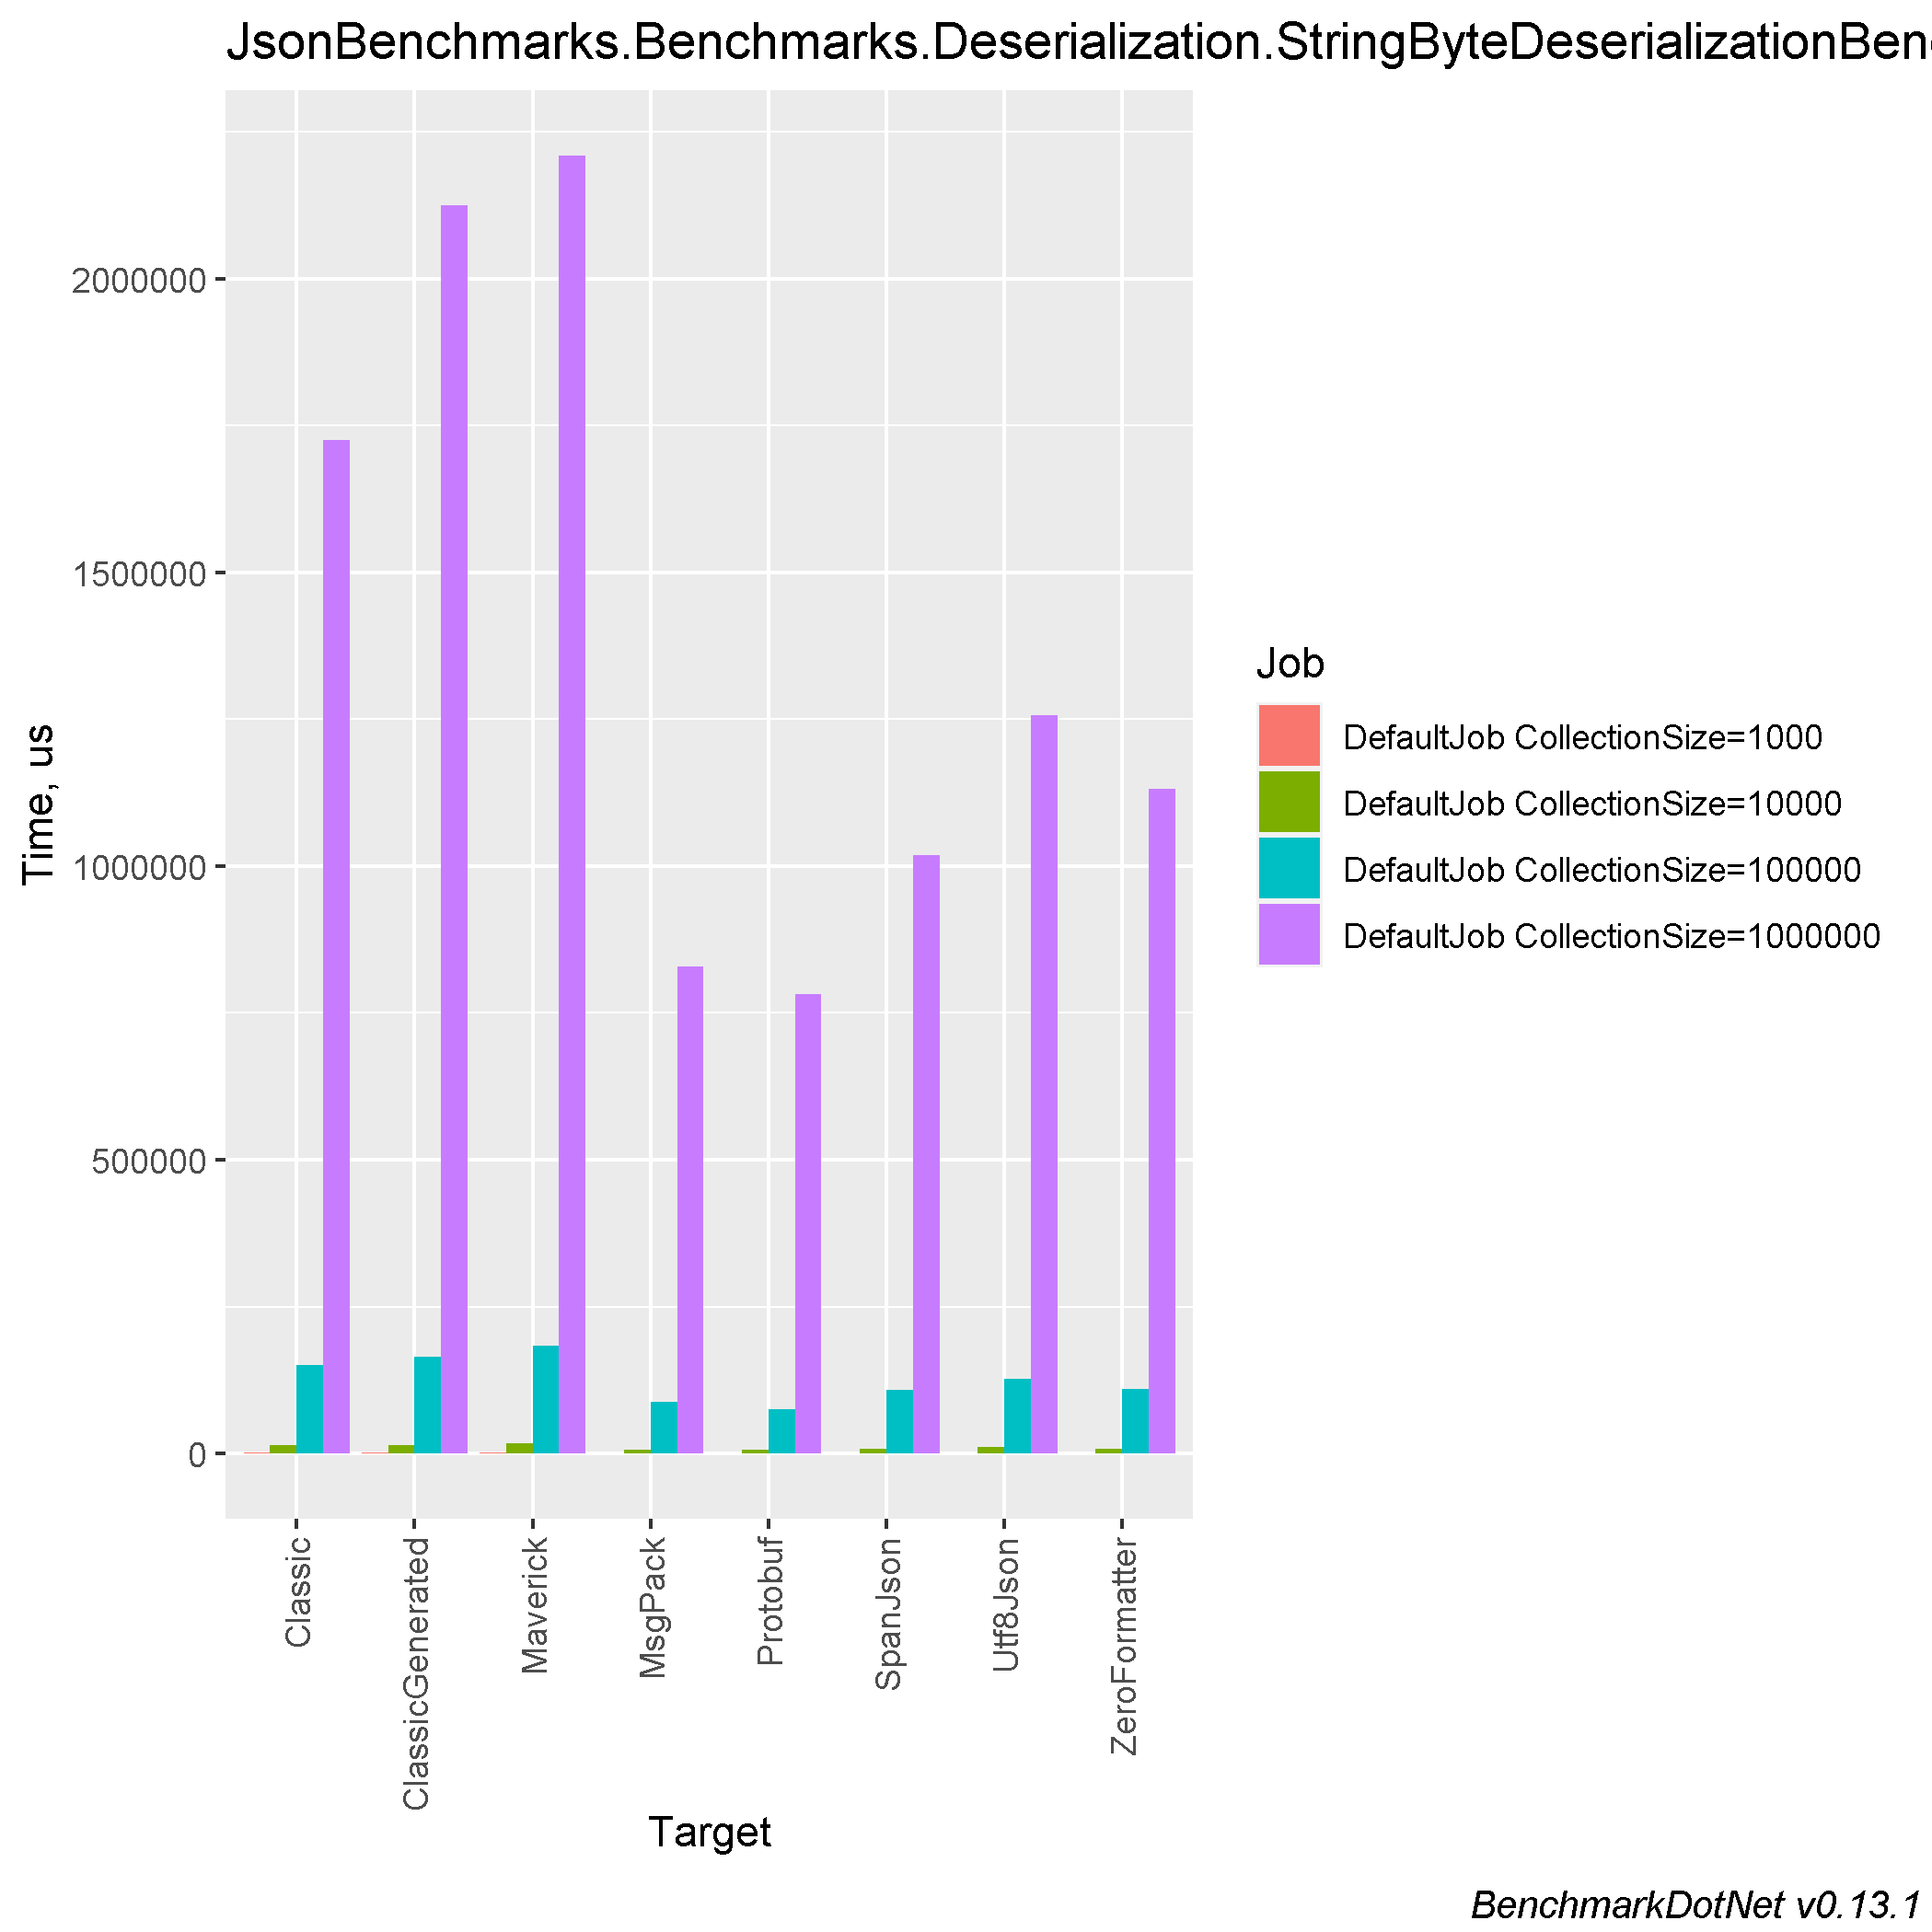 JsonBenchmarks.Benchmarks.Deserialization.StringByteDeserializationBen
2000000
1500000
1000000
500000
0
Time, us
Classic
ClassicGenerated
Maverick
MsgPack
Protobuf
SpanJson
Utf8Json
ZeroFormatter
Target
Job
DefaultJob CollectionSize=1000
DefaultJob CollectionSize=10000
DefaultJob CollectionSize=100000
DefaultJob CollectionSize=1000000
BenchmarkDotNet v0.13.1